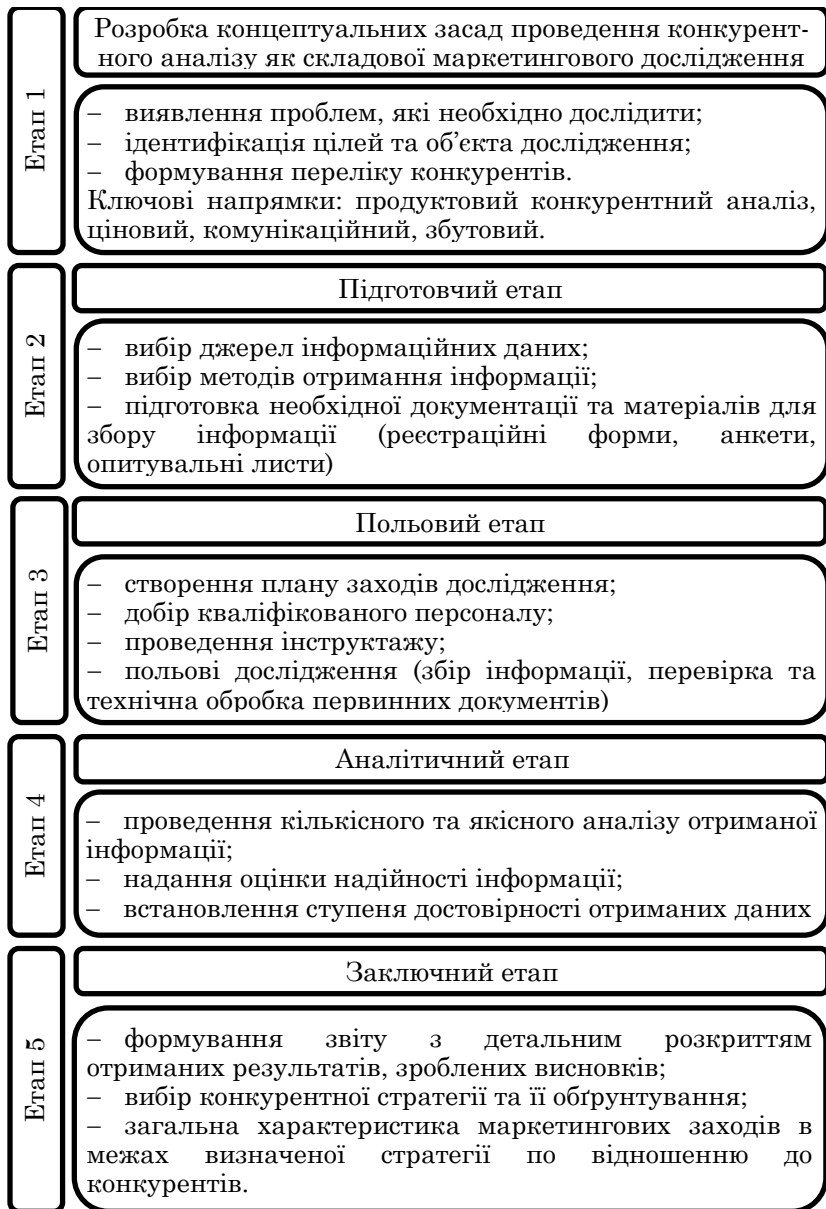 Розробка концептуальних засад проведення конкурент-
ного аналізу як складової маркетингового дослідження
Етап 1
– виявлення проблем, які необхідно дослідити;
– ідентифікація цілей та об’єкта дослідження;
– формування переліку конкурентів.
Ключові напрямки: продуктовий конкурентний аналіз,
ціновий, комунікаційний, збутовий.
Підготовчий етап
Етап 2
– вибір джерел інформаційних даних;
– вибір методів отримання інформації;
– підготовка необхідної документації та матеріалів для
збору інформації (реєстраційні форми, анкети,
опитувальні листи)
Польовий етап
Етап 3
– створення плану заходів дослідження;
– добір кваліфікованого персоналу;
– проведення інструктажу;
– польові дослідження (збір інформації, перевірка та
технічна обробка первинних документів)
Аналітичний етап
Етап 4
– проведення кількісного та якісного аналізу отриманої
інформації;
– надання оцінки надійності інформації;
– встановлення ступеня достовірності отриманих даних
Заключний етап
Етап 5
– формування звіту з детальним розкриттям
отриманих результатів, зроблених висновків;
– вибір конкурентної стратегії та її обґрунтування;
– загальна характеристика маркетингових заходів в
межах визначеної стратегії по відношенню до
конкурентів.